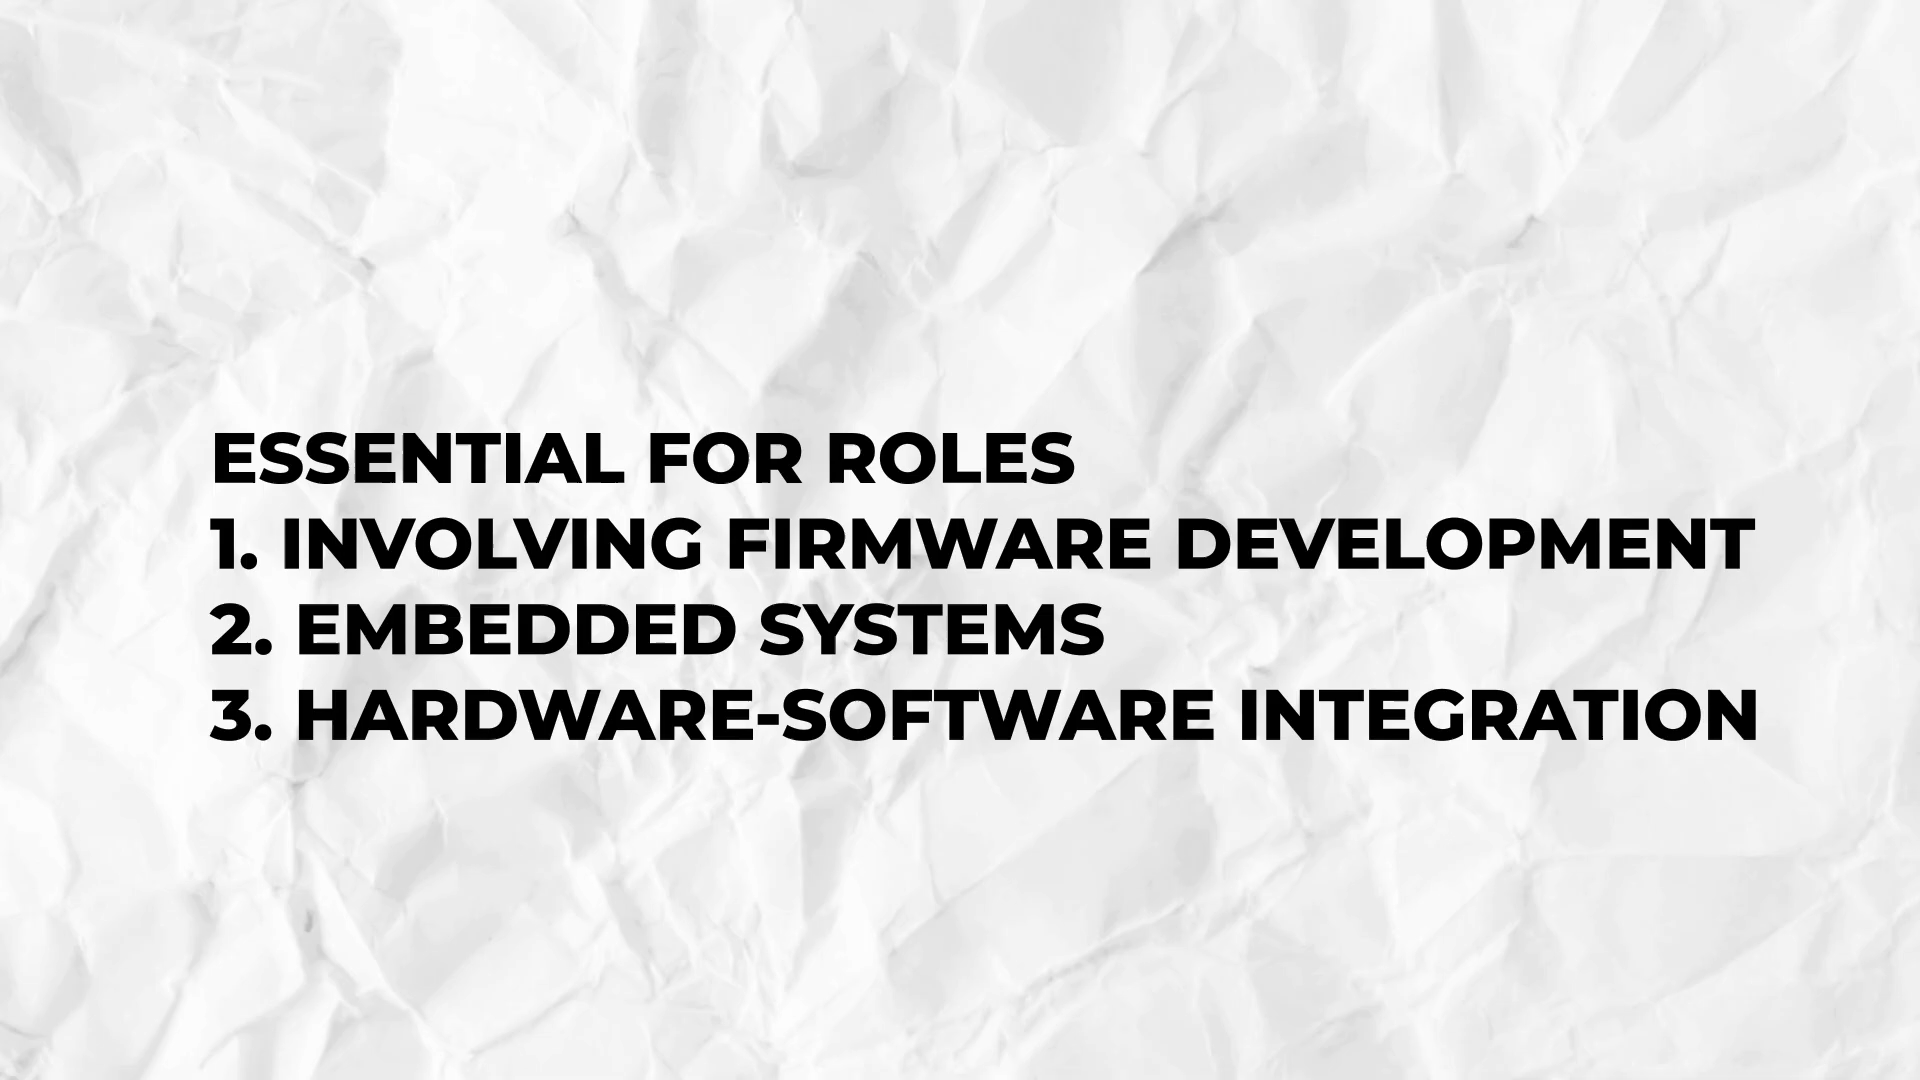 ESSENTIAL FOR ROLES
1. INVOLVING FIRMWARE DEVELOPMENT
2. EMBEDDED SYSTEMS
3. HARDWARE-SOFTWARE INTEGRATION